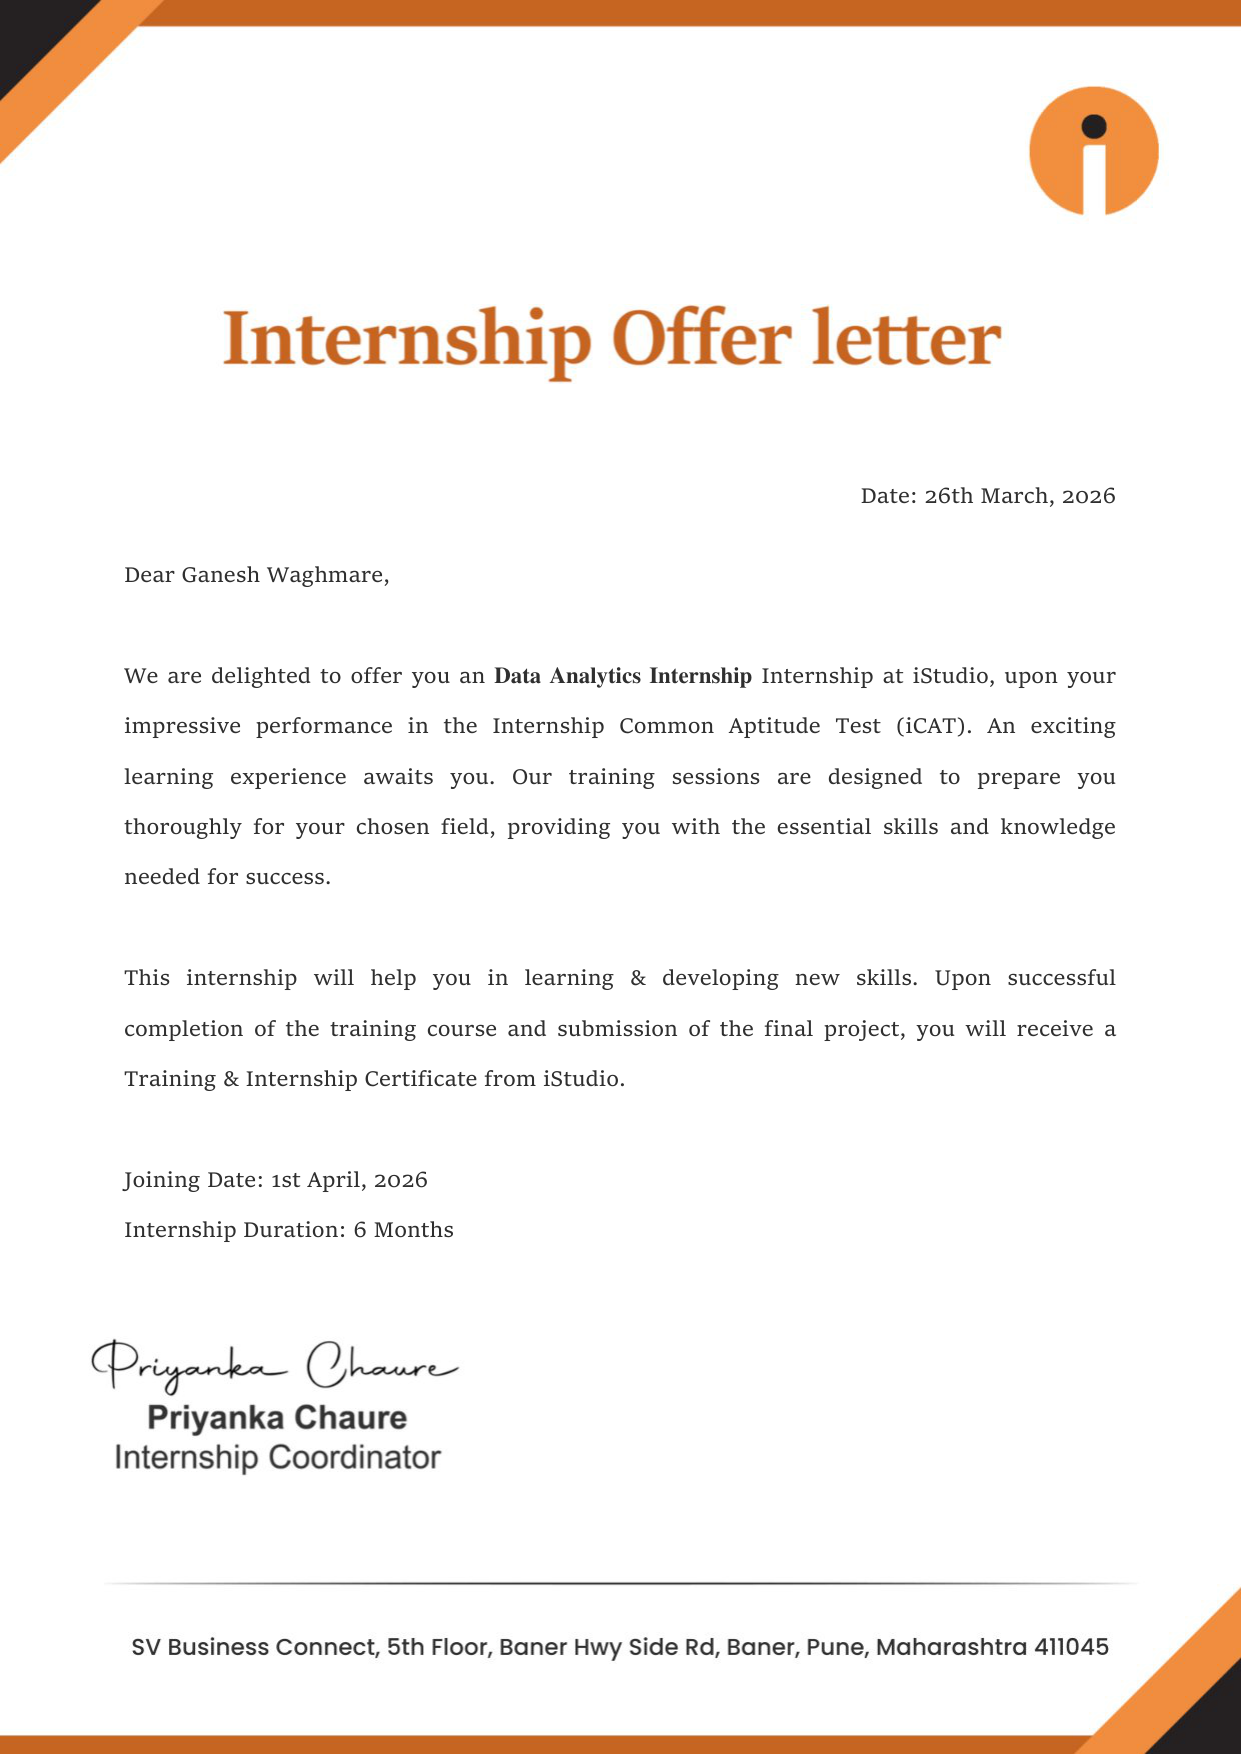 Internship Offer letter
Date: 26th March, 2026
Dear Ganesh Waghmare,
We are delighted to offer you an Data Analytics Internship Internship at iStudio, upon your
impressive performance in the Internship Common Aptitude Test (iCAT). An exciting
learning experience awaits you. Our training sessions are designed to prepare you
thoroughly for your chosen field, providing you with the essential skills and knowledge
needed for success.
This internship will help you in learning & developing new skills. Upon successful
completion of the training course and submission of the final project, you will receive a
Training & Internship Certificate from iStudio.
Joining Date: 1st April, 2026
Internship Duration: 6 Months
Priyanka Chaure
Priyanka Chaure
Internship Coordinator
SV Business Connect, 5th Floor, Baner Hwy Side Rd, Baner, Pune, Maharashtra 411045